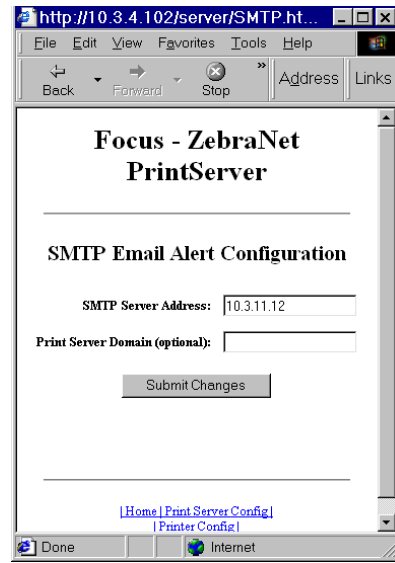 http://10.3.4.102/server/SMTP.ht...
File Edit View Favorites Tools Help
Back Forward Stop » Address Links
Focus - ZebraNet
PrintServer
SMTP Email Alert Configuration
SMTP Server Address: 10.3.11.12
Print Server Domain (optional):
Submit Changes
| Home | Print Server Config |
| Printer Config |
Done Internet